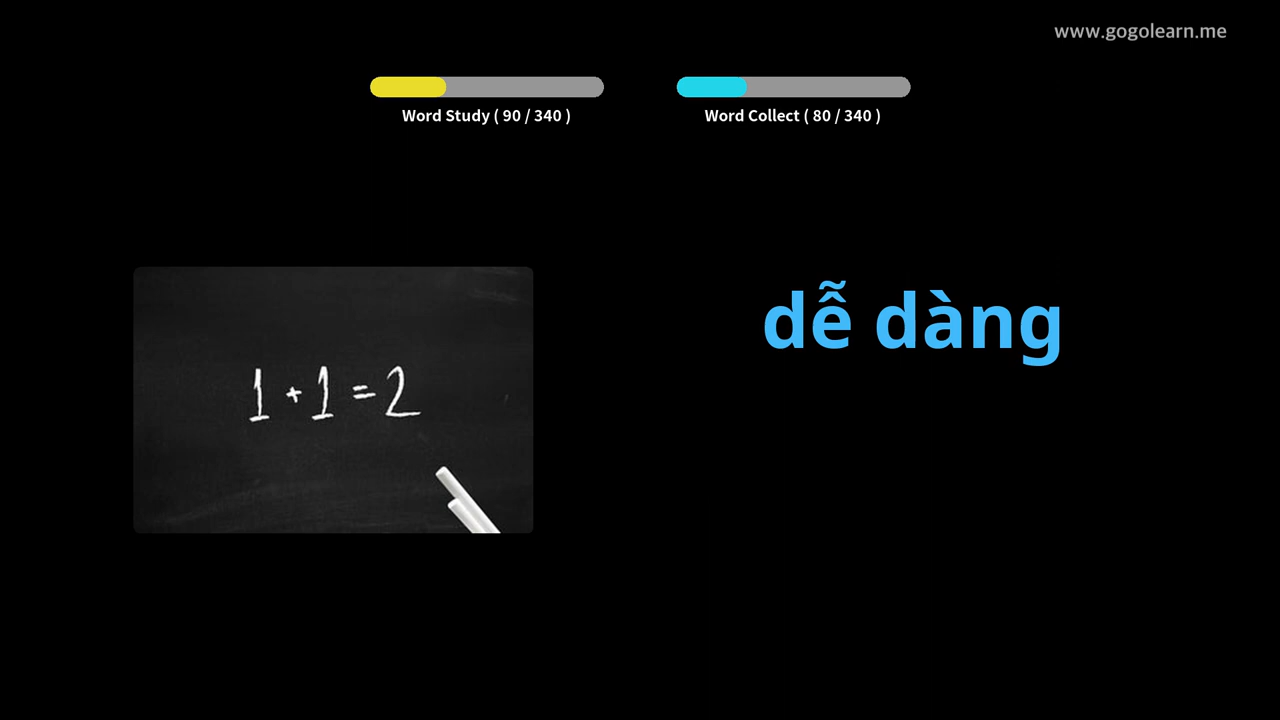 www.gogolearn.me
Word Study ( 90 / 340 )
Word Collect ( 80 / 340 )
dễ dàng
1 + 1 = 2